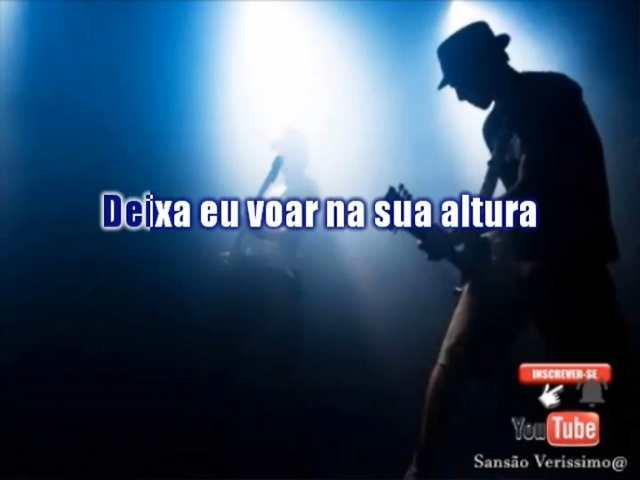 Deixa eu voar na sua altura
INSCREVER-SE
YouTube
Sansão Verissimo@